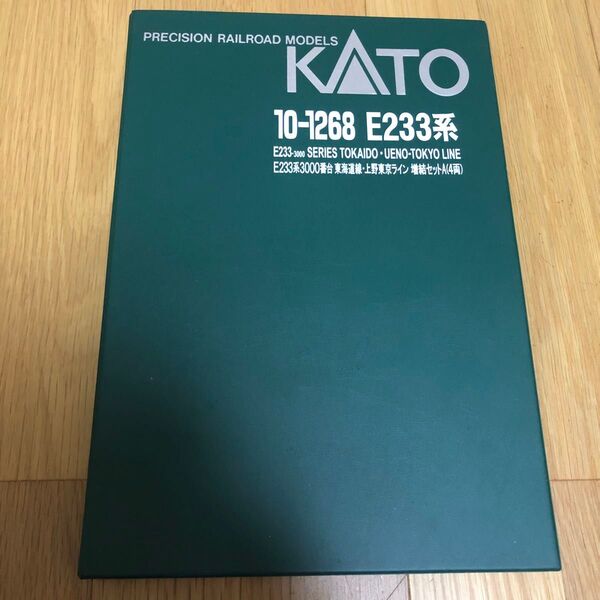 PRECISION RAILROAD MODELS
KATO
10-1268 E233系
E233-3000 SERIES TOKAIDO・UENO-TOKYO LINE
E233系3000番台 東海道線・上野東京ライン 増結セットA(4両)